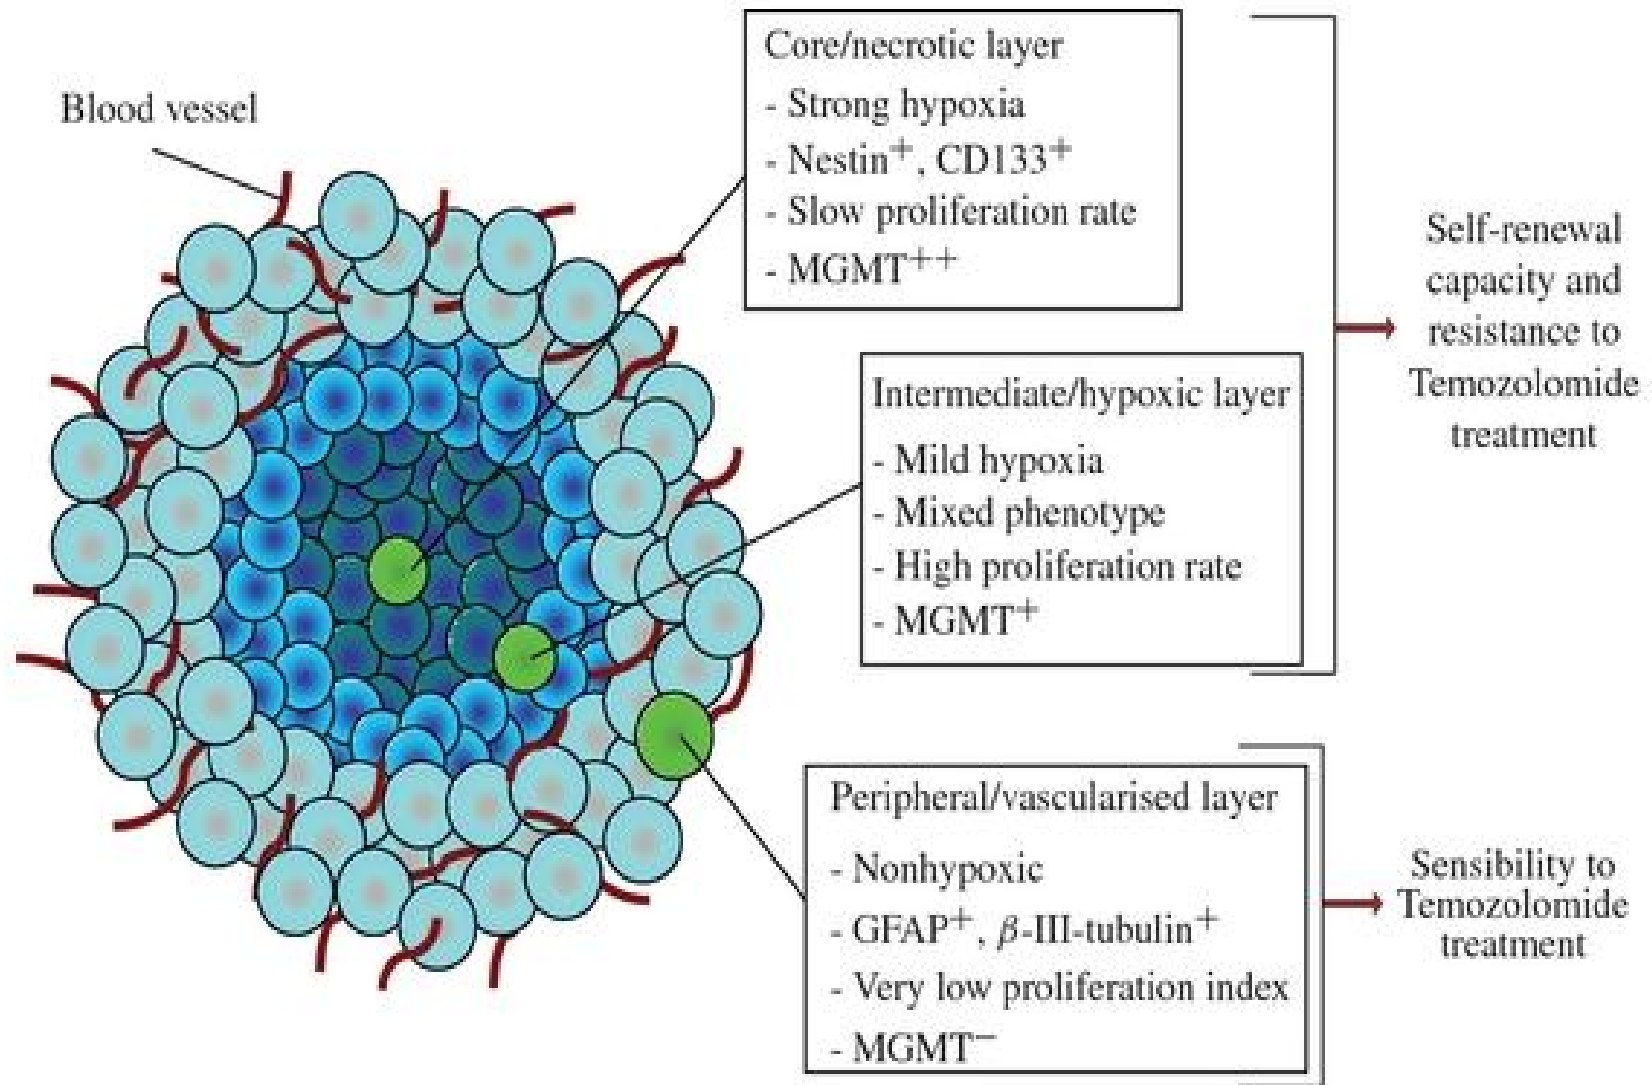 Blood vessel
Core/necrotic layer
- Strong hypoxia
- Nestin⁺, CD133⁺
- Slow proliferation rate
- MGMT⁺⁺
Intermediate/hypoxic layer
- Mild hypoxia
- Mixed phenotype
- High proliferation rate
- MGMT⁺
Self-renewal
capacity and
resistance to
Temozolomide
treatment
Peripheral/vascularised layer
- Nonhypoxic
- GFAP⁺, β-III-tubulin⁺
- Very low proliferation index
- MGMT⁻
Sensibility to
Temozolomide
treatment